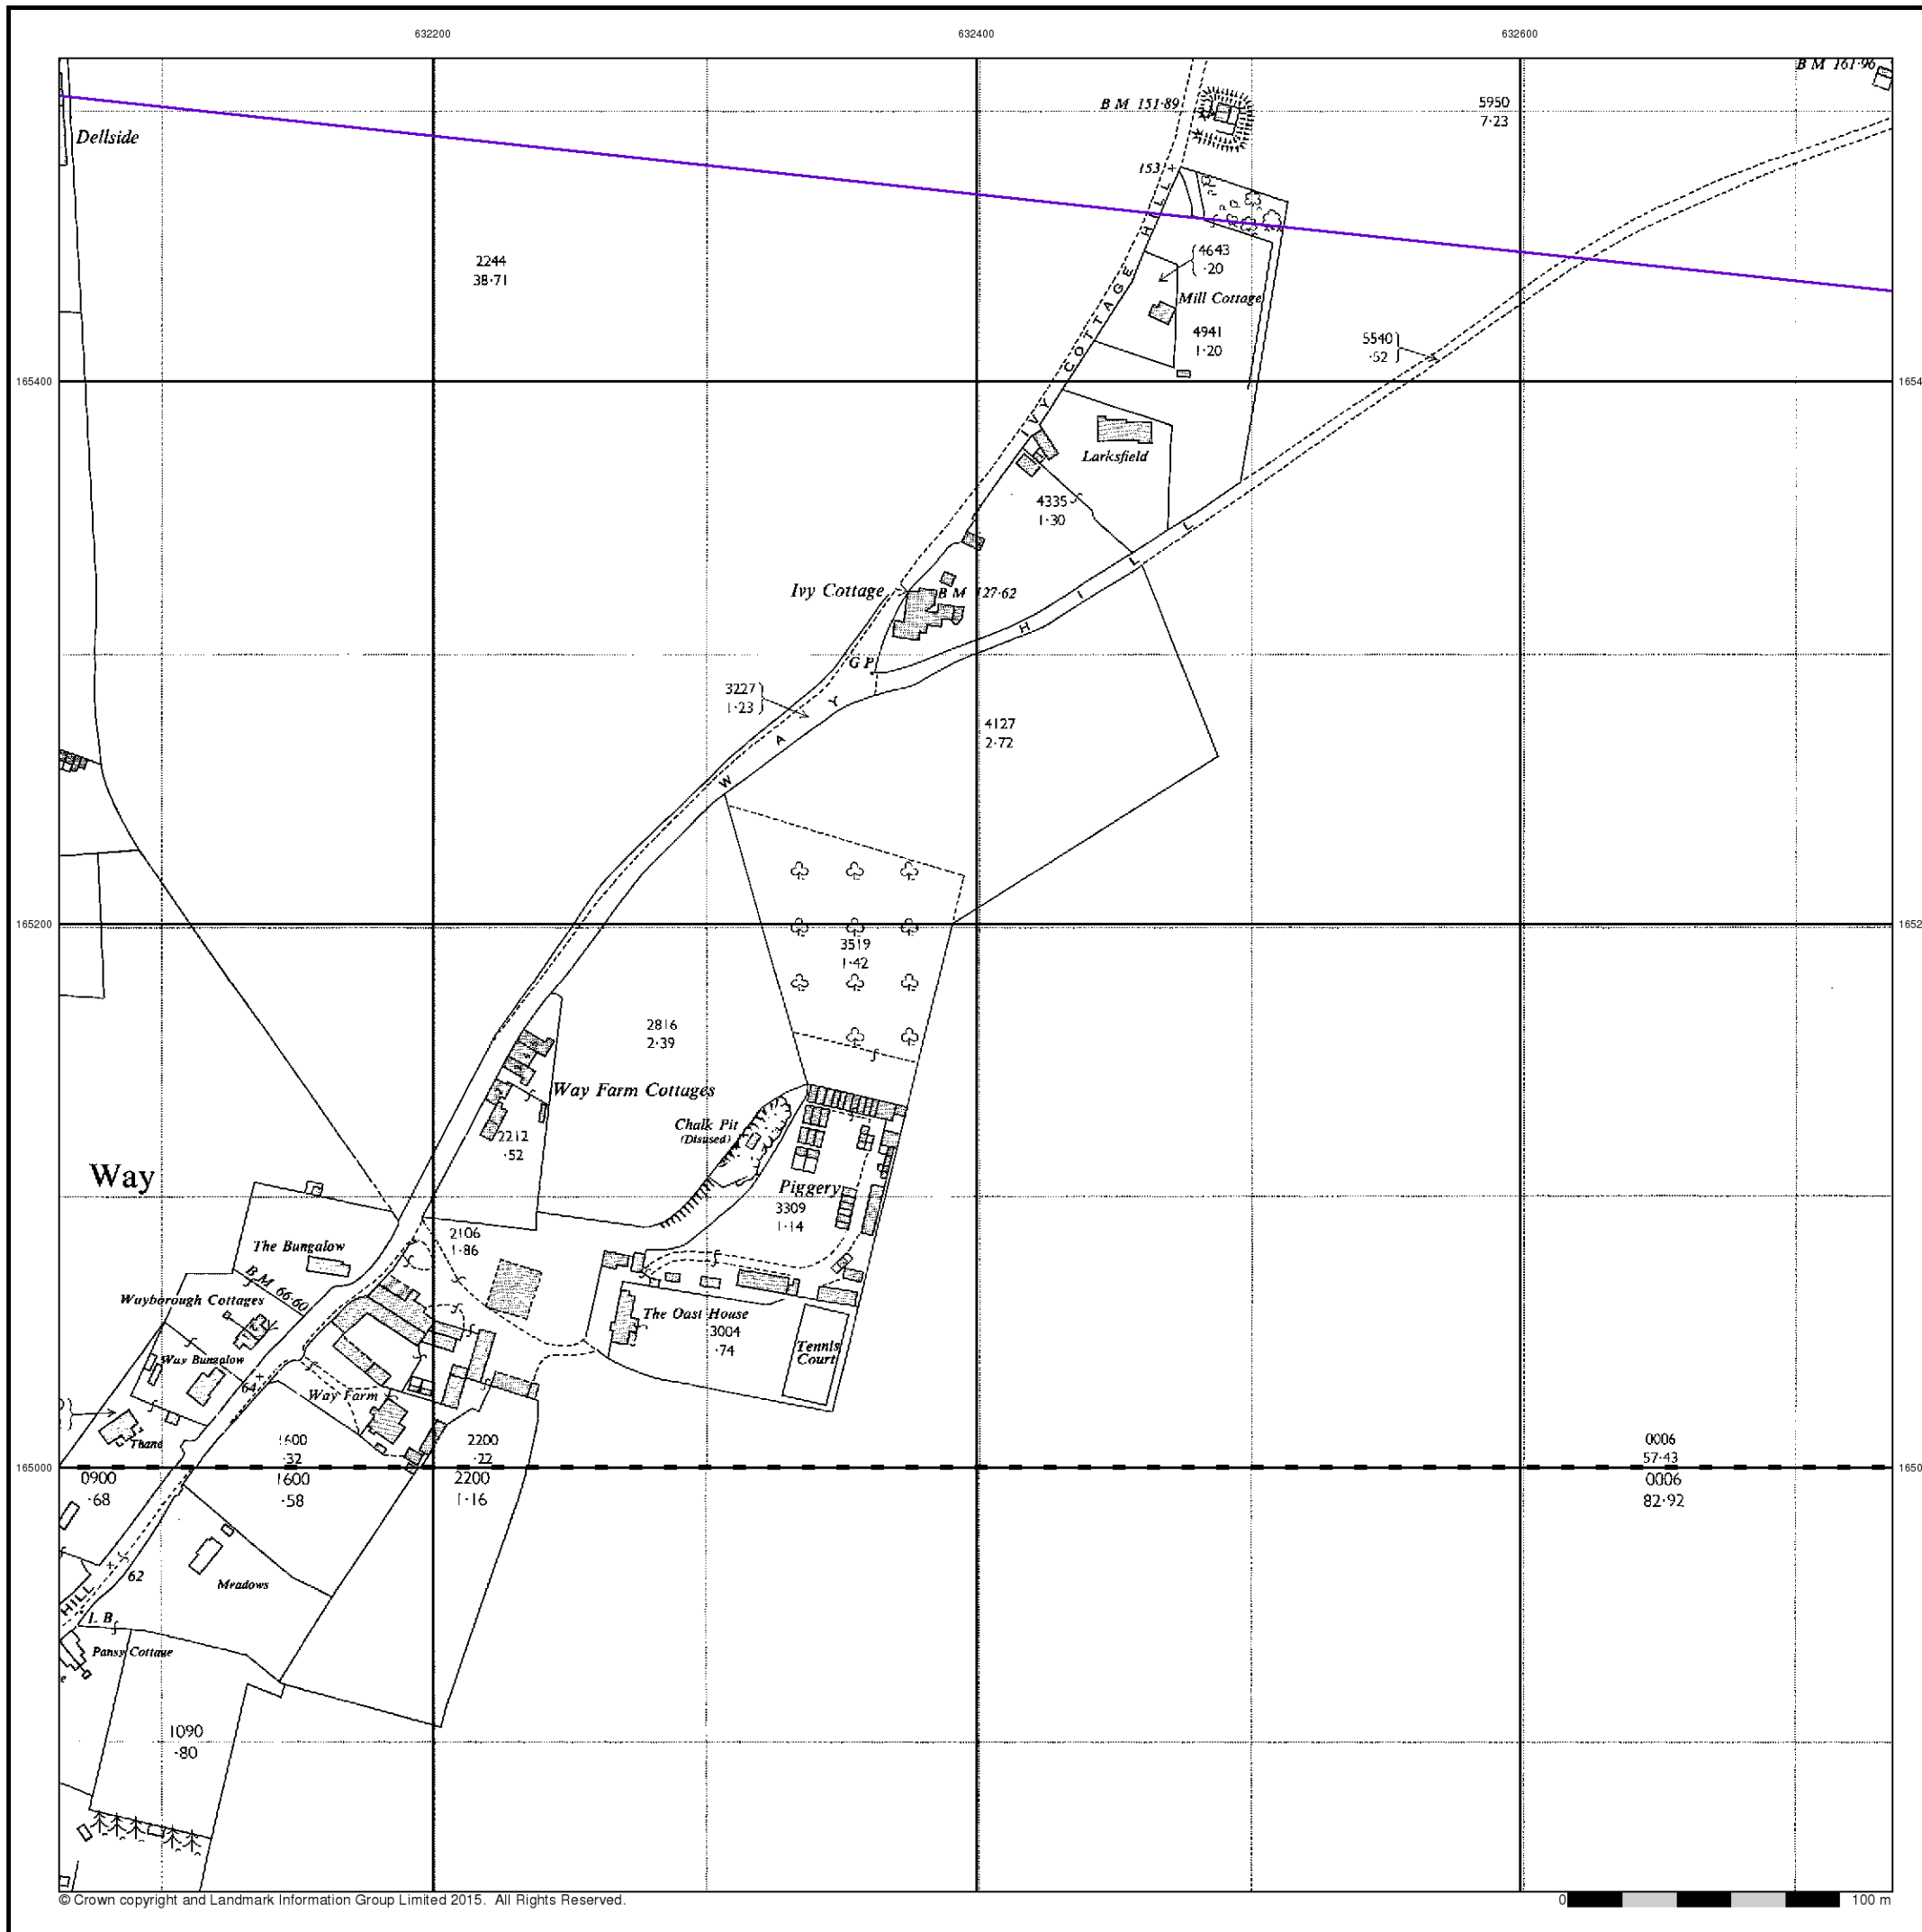 632200
632400
632600
B M 161·96
B M 151·89
5950
7·23
Dellside
153
2244
38·71
4643
·20
Mill Cottage
4941
1·20
5540
·52
165400
IVY COTTAGE HILL
Larksfield
4335
1·30
Ivy Cottage
B M 127·62
G P
3227
1·23
WAY HILL
4127
2·72
165200
3519
1·42
2816
2·39
Way Farm Cottages
Chalk Pit
(Disused)
2212
·52
Way
Piggery
3309
1·14
2106
1·86
The Bungalow
B M 66·60
Wayborough Cottages
The Oast House
3004
·74
Tennis
Court
Way Bungalow
64
Way Farm
Thane
1600
·32
2200
·22
0006
57·43
165000
0900
·68
1600
·58
2200
1·16
0006
82·92
62
Meadows
HILL
L B
Pansy Cottage
1090
·80
© Crown copyright and Landmark Information Group Limited 2015. All Rights Reserved.
0
100 m